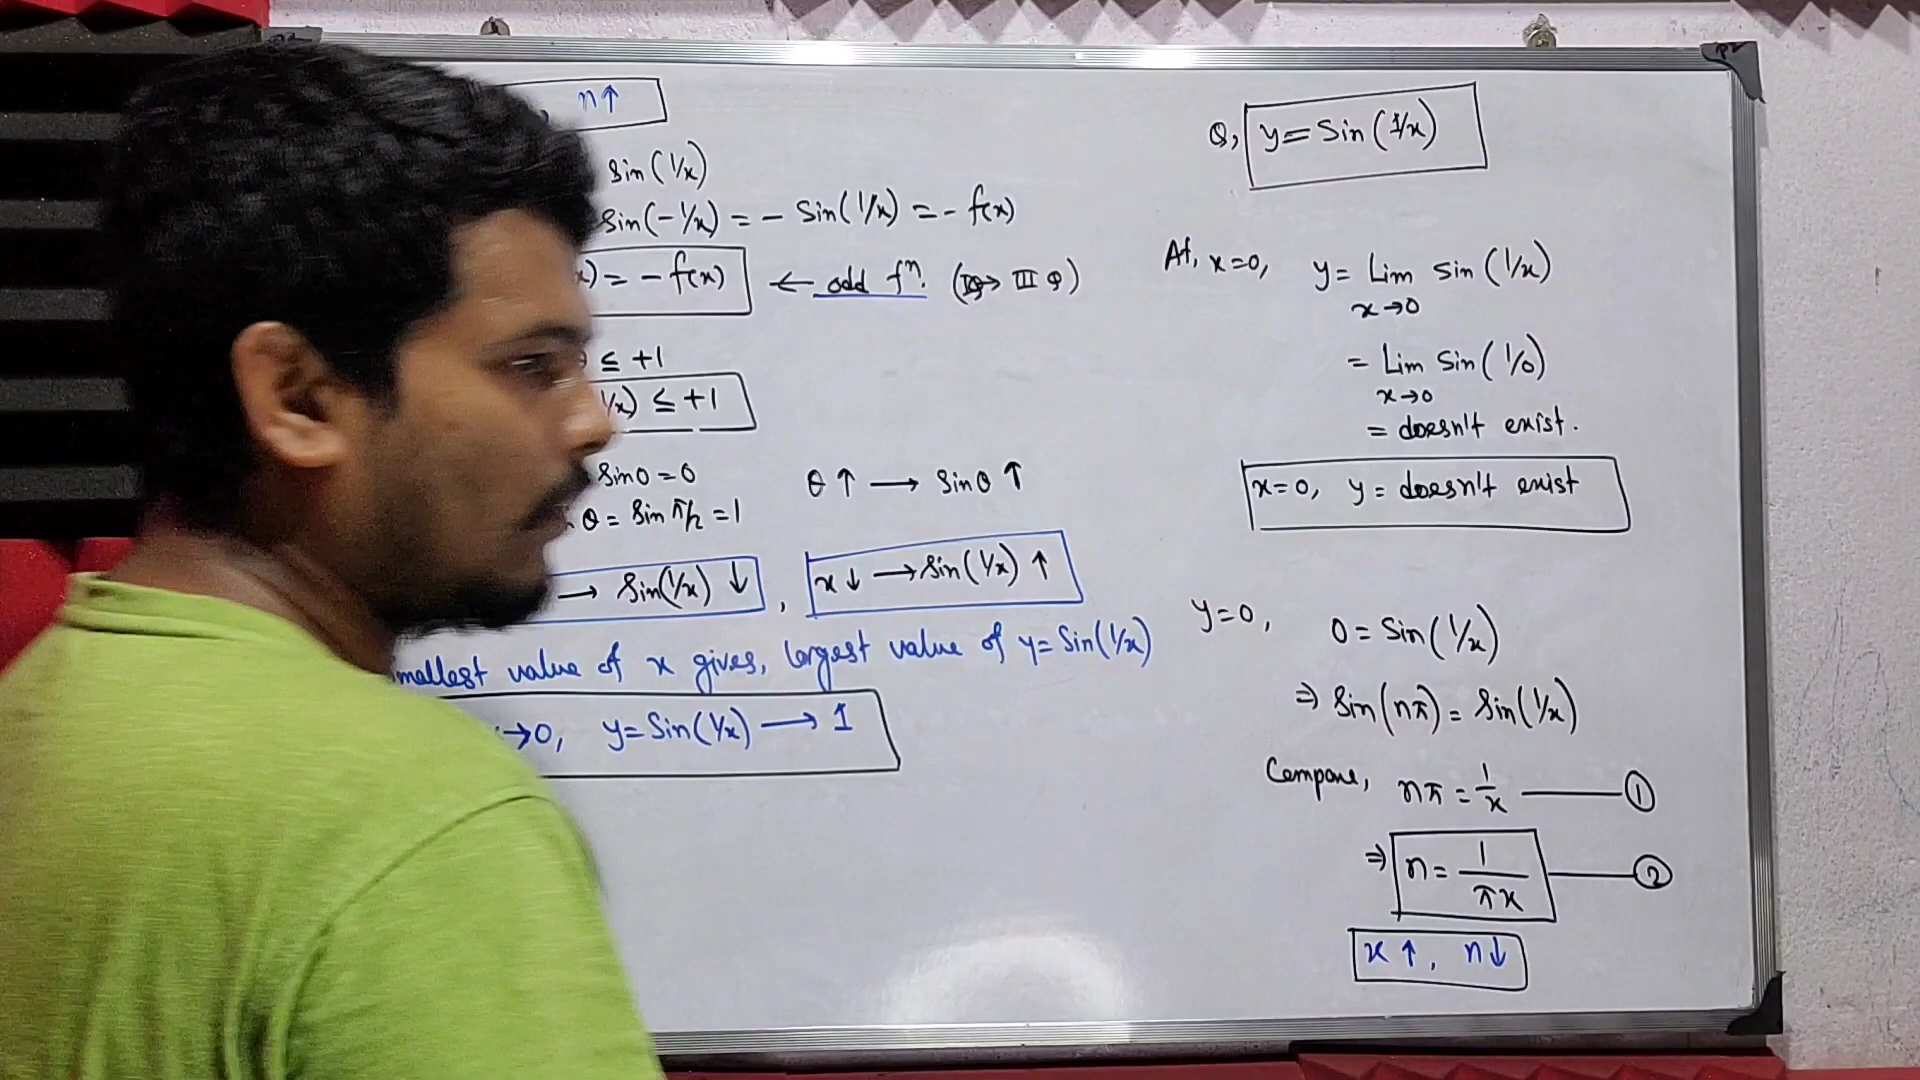 n↑
Sin(1/x)
Sin(-1/x) = - Sin(1/x) = - f(x)
x) = - f(x) ← odd fⁿ. (IQ→ III Q)
≤ +1
1/x) ≤ +1
Sin0 = 0
θ = Sin π/2 = 1
θ ↑ → Sinθ ↑
→ Sin(1/x) ↓ , x ↓ → Sin(1/x) ↑
mallest value of x gives, largest value of y= Sin(1/x)
→0, y= Sin(1/x) → 1
Q, y = Sin (1/x)
At, x=0, y= Lim Sin (1/x)
x→0
= Lim Sin (1/0)
x→0
= doesn't exist.
x=0, y = doesn't exist
y=0, 0 = Sin(1/x)
⇒ Sin(nπ) = Sin(1/x)
Compare, nπ = 1/x — ①
⇒ n = 1/πx — ②
x ↑, n↓